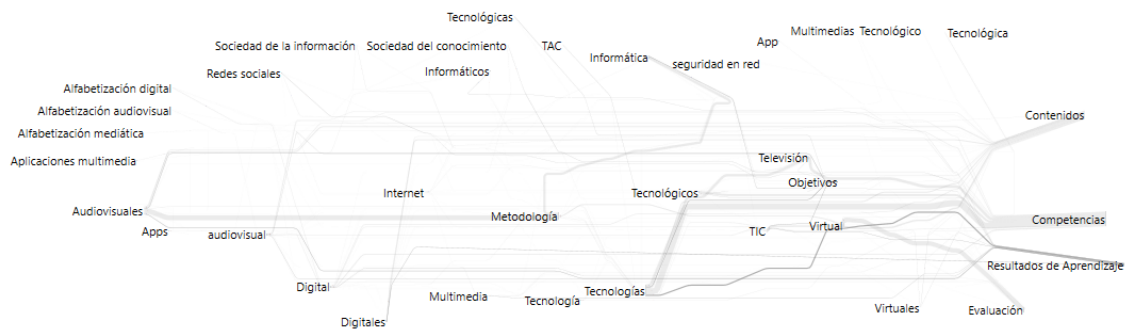 Tecnológicas
Sociedad de la información
Sociedad del conocimiento
TAC
App
Multimedias
Tecnológico
Tecnológica
Redes sociales
Informáticos
Informática
seguridad en red
Alfabetización digital
Alfabetización audiovisual
Alfabetización mediática
Aplicaciones multimedia
Contenidos
Televisión
Objetivos
Internet
Tecnológicos
Audiovisuales
Metodología
Competencias
Apps
audiovisual
TIC
Virtual
Resultados de Aprendizaje
Digital
Multimedia
Tecnología
Tecnologías
Virtuales
Evaluación
Digitales